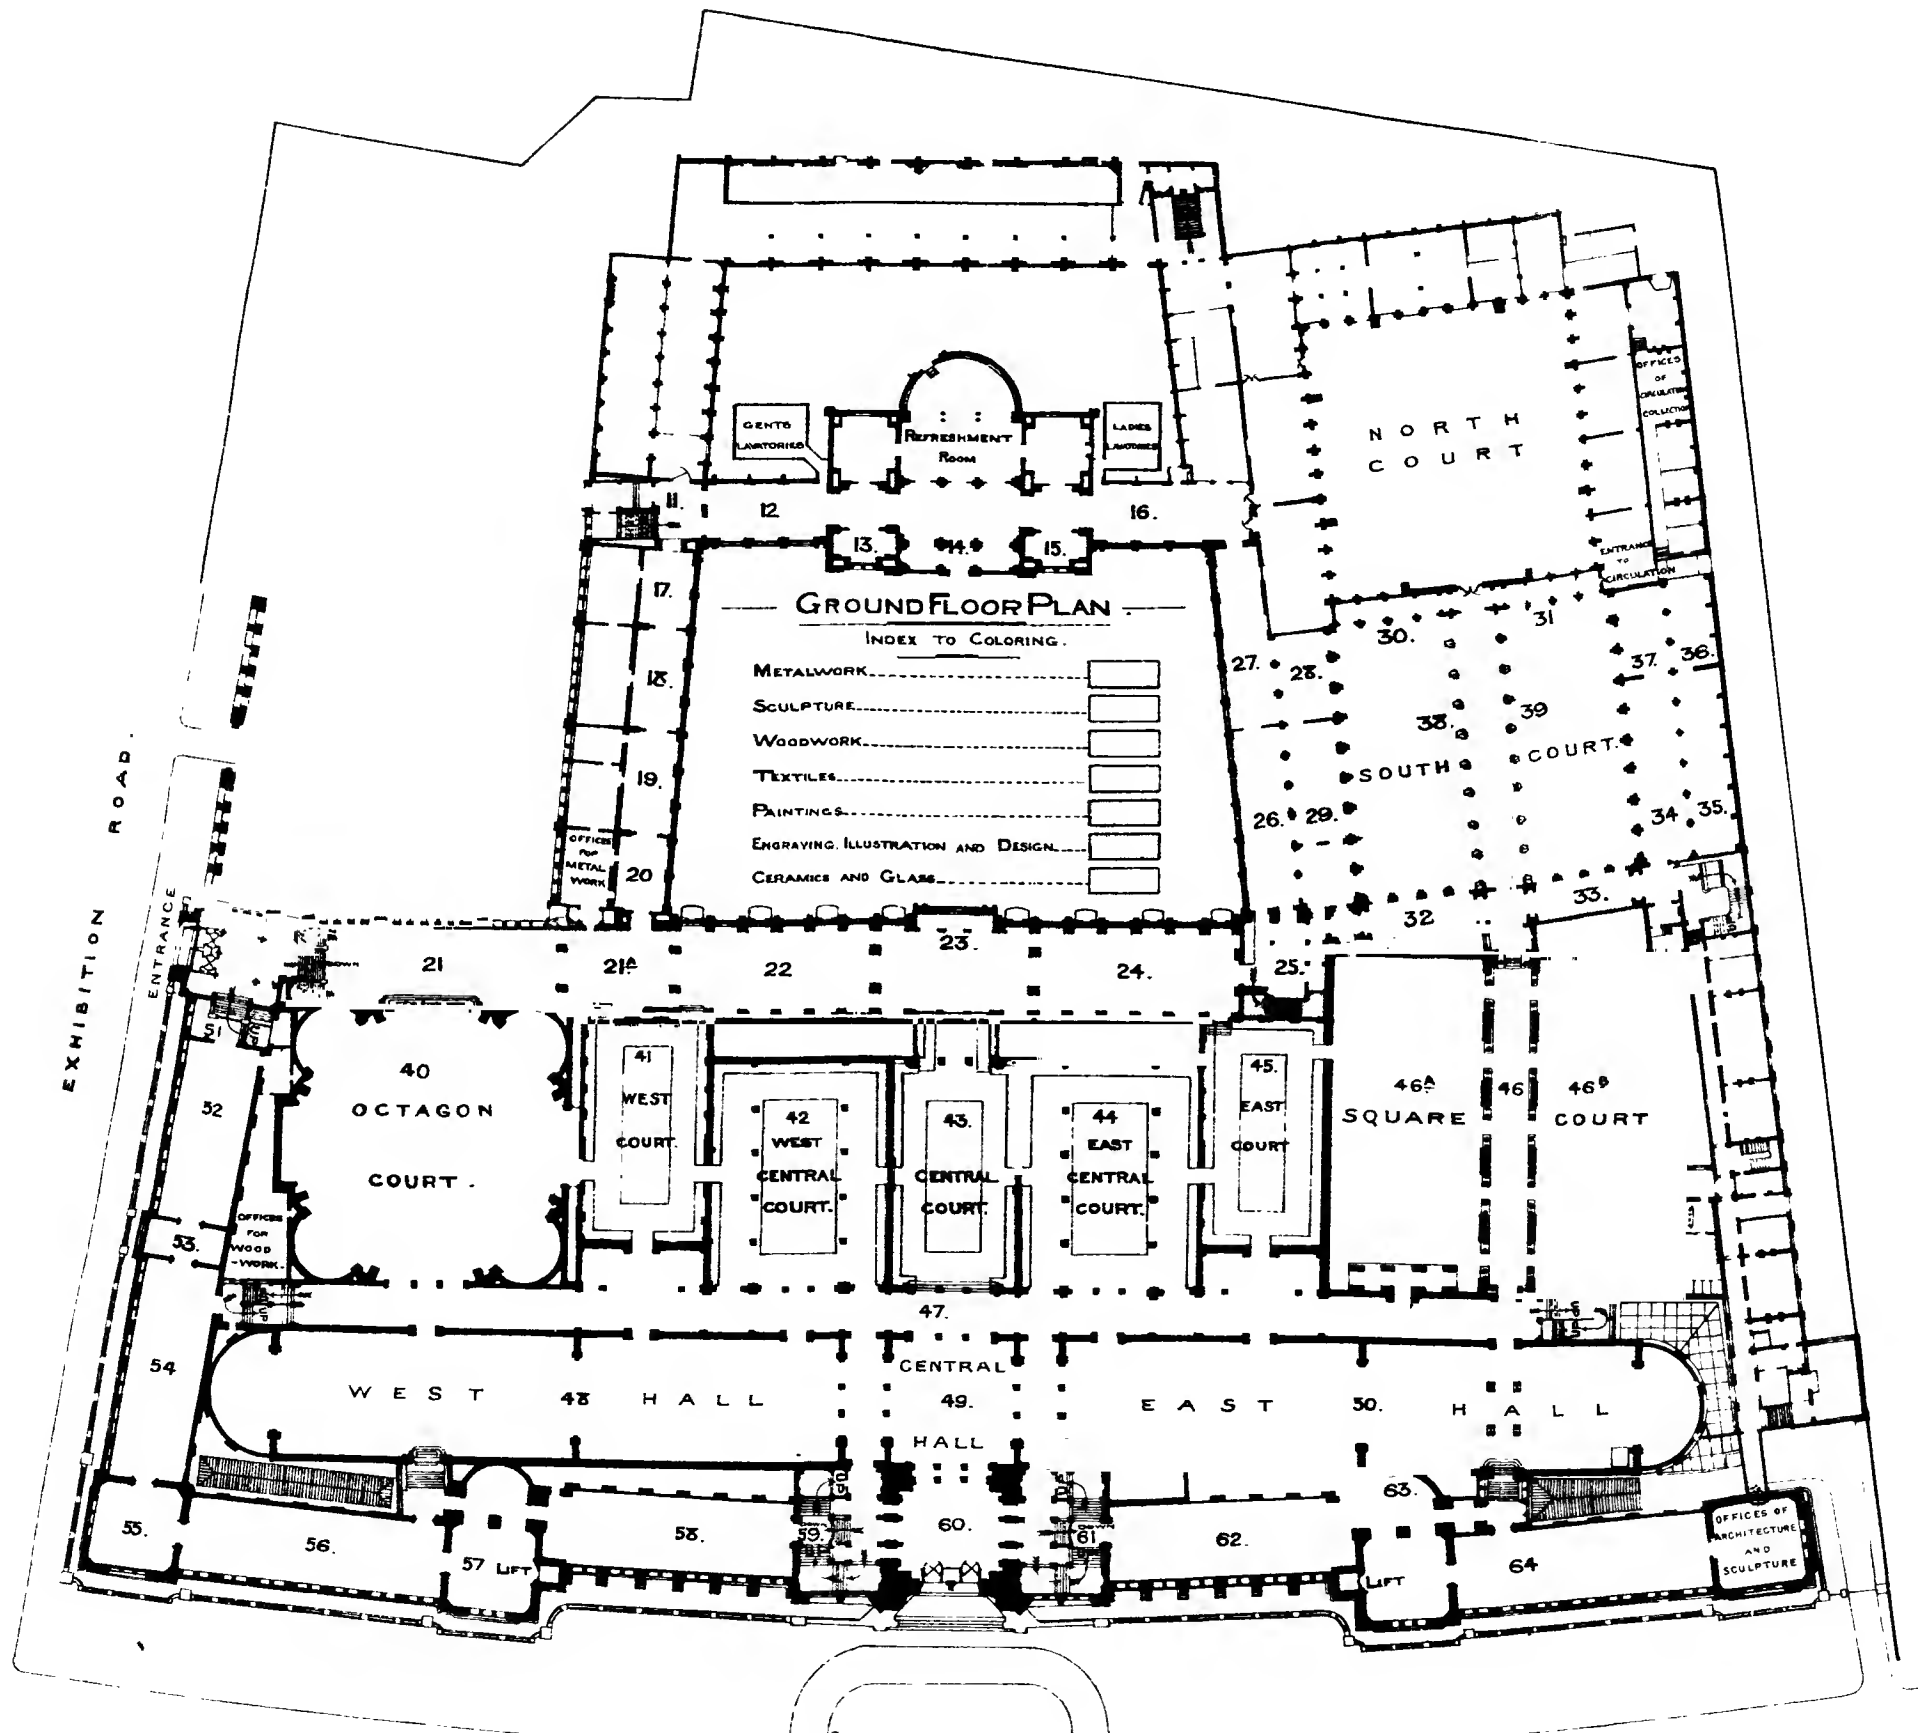 NORTH
COURT
OFFICES
OF
CIRCULATION
COLLECTION
GENTS
LAVATORIES
REFRESHMENT
ROOM
LADIES
LAVATORIES
11.
12
13.
14.
15.
16.
ENTRANCE
TO
CIRCULATION
GROUND FLOOR PLAN.
INDEX TO COLORING.
METALWORK
SCULPTURE
WOODWORK
TEXTILES
PAINTINGS
ENGRAVING. ILLUSTRATION AND DESIGN
CERAMICS AND GLASS
17.
18.
19.
20
OFFICES
FOR
METAL
WORK
27.
28.
30.
31
37.
36.
38.
39
SOUTH COURT.
26.
29.
34
35.
32
33.
EXHIBITION ROAD.
ENTRANCE
21
21A
22
23.
24.
25.
51
UP
52
53.
54
55.
40
OCTAGON
COURT.
OFFICES
FOR
WOOD
-WORK.
UP
41
WEST
COURT.
42
WEST
CENTRAL
COURT.
43.
CENTRAL
COURT.
44
EAST
CENTRAL
COURT.
45.
EAST
COURT
46A
SQUARE
46
46B
COURT
47.
WEST 48 HALL
CENTRAL
49.
HALL
EAST 50. HALL
56.
57 LIFT
58.
59.
UP
60.
61
62.
63.
LIFT
64
OFFICES OF
ARCHITECTURE
AND
SCULPTURE